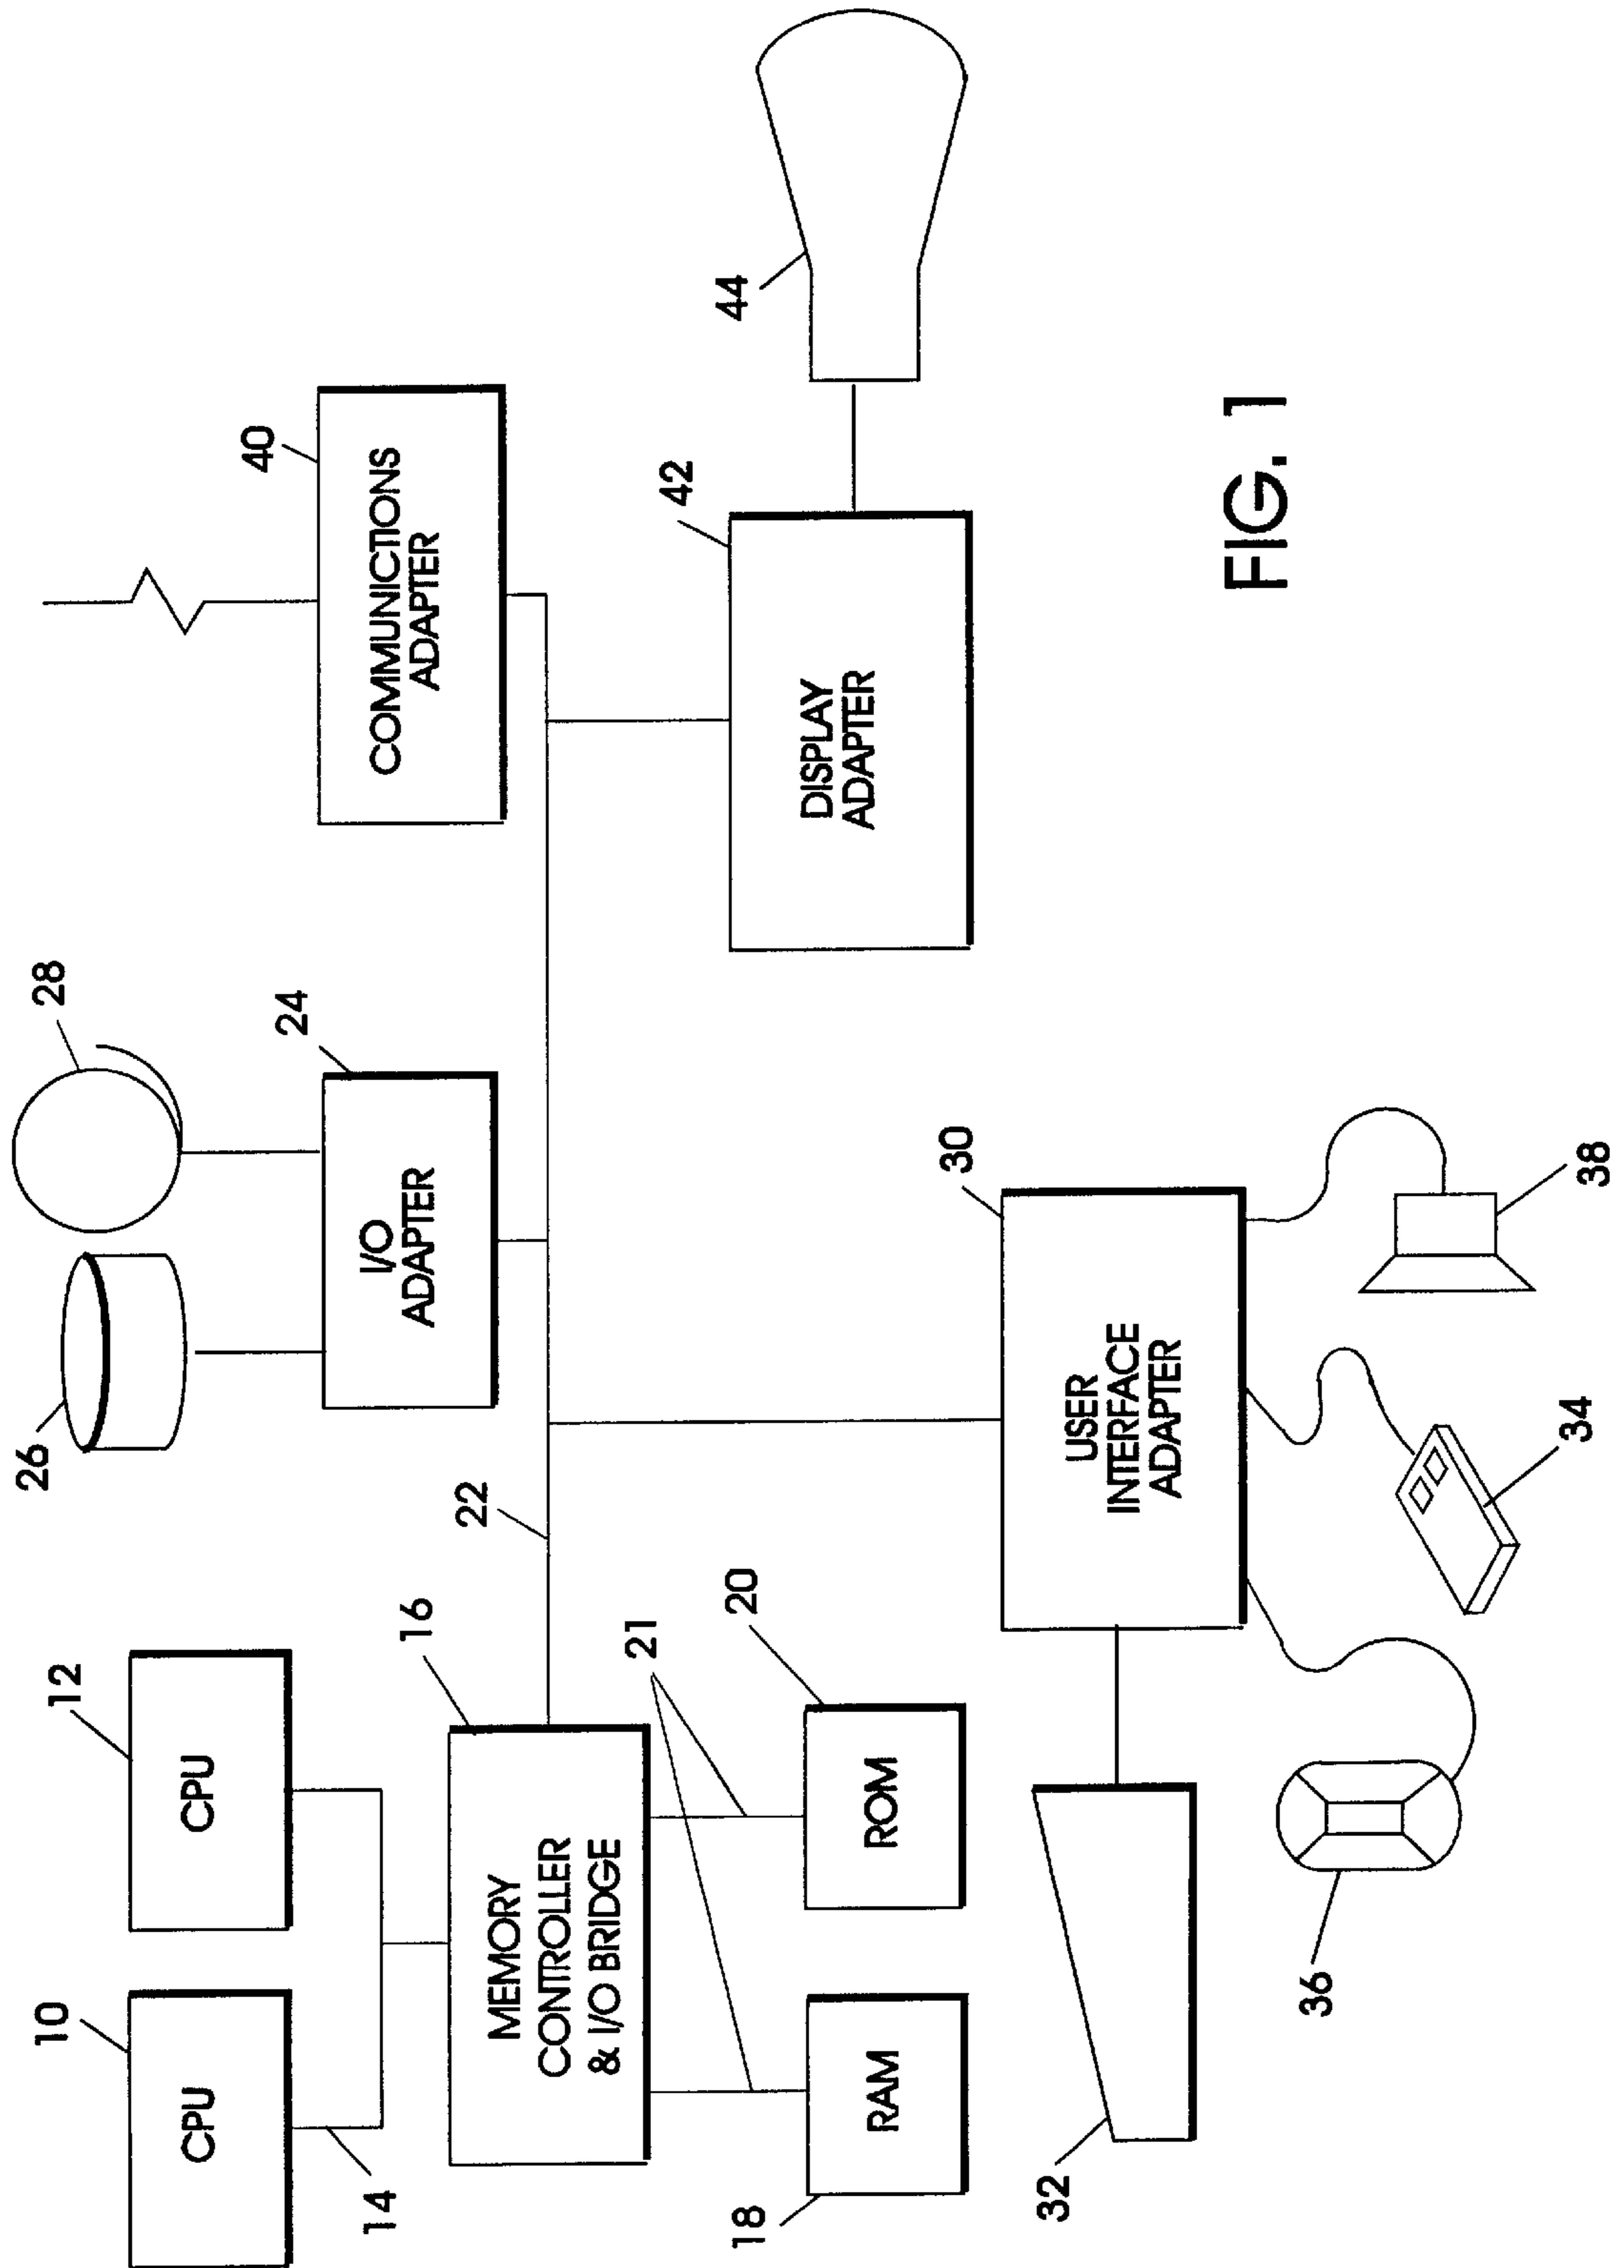 10
CPU
12
CPU
14
16
MEMORY
CONTROLLER
& I/O BRIDGE
18
RAM
21
20
ROM
22
26
28
24
I/O
ADAPTER
40
COMMUNICTIONS
ADAPTER
42
DISPLAY
ADAPTER
44
30
USER
INTERFACE
ADAPTER
32
36
34
38
FIG. 1